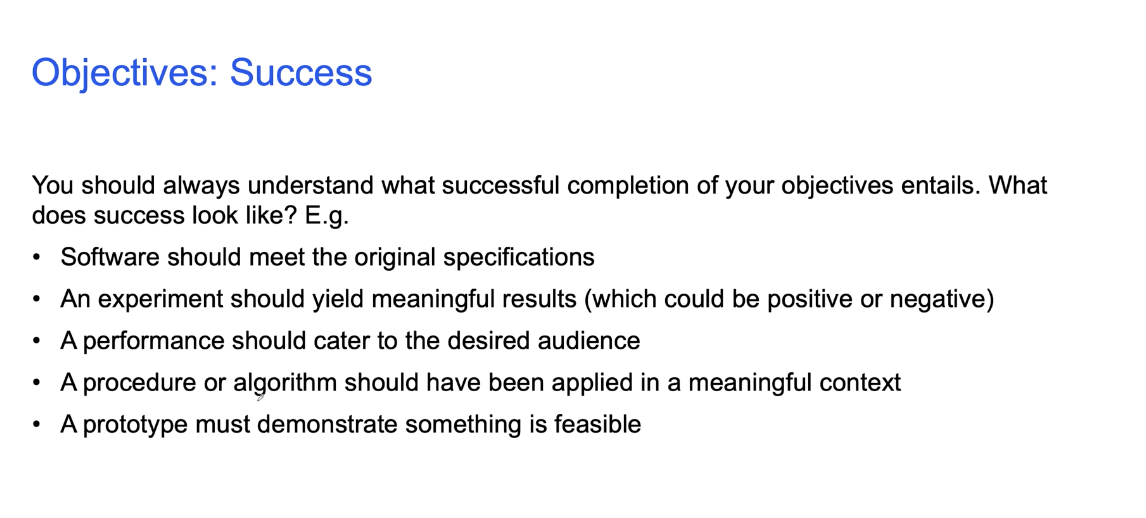 Objectives: Success
You should always understand what successful completion of your objectives entails. What
does success look like? E.g.
• Software should meet the original specifications
• An experiment should yield meaningful results (which could be positive or negative)
• A performance should cater to the desired audience
• A procedure or algorithm should have been applied in a meaningful context
• A prototype must demonstrate something is feasible